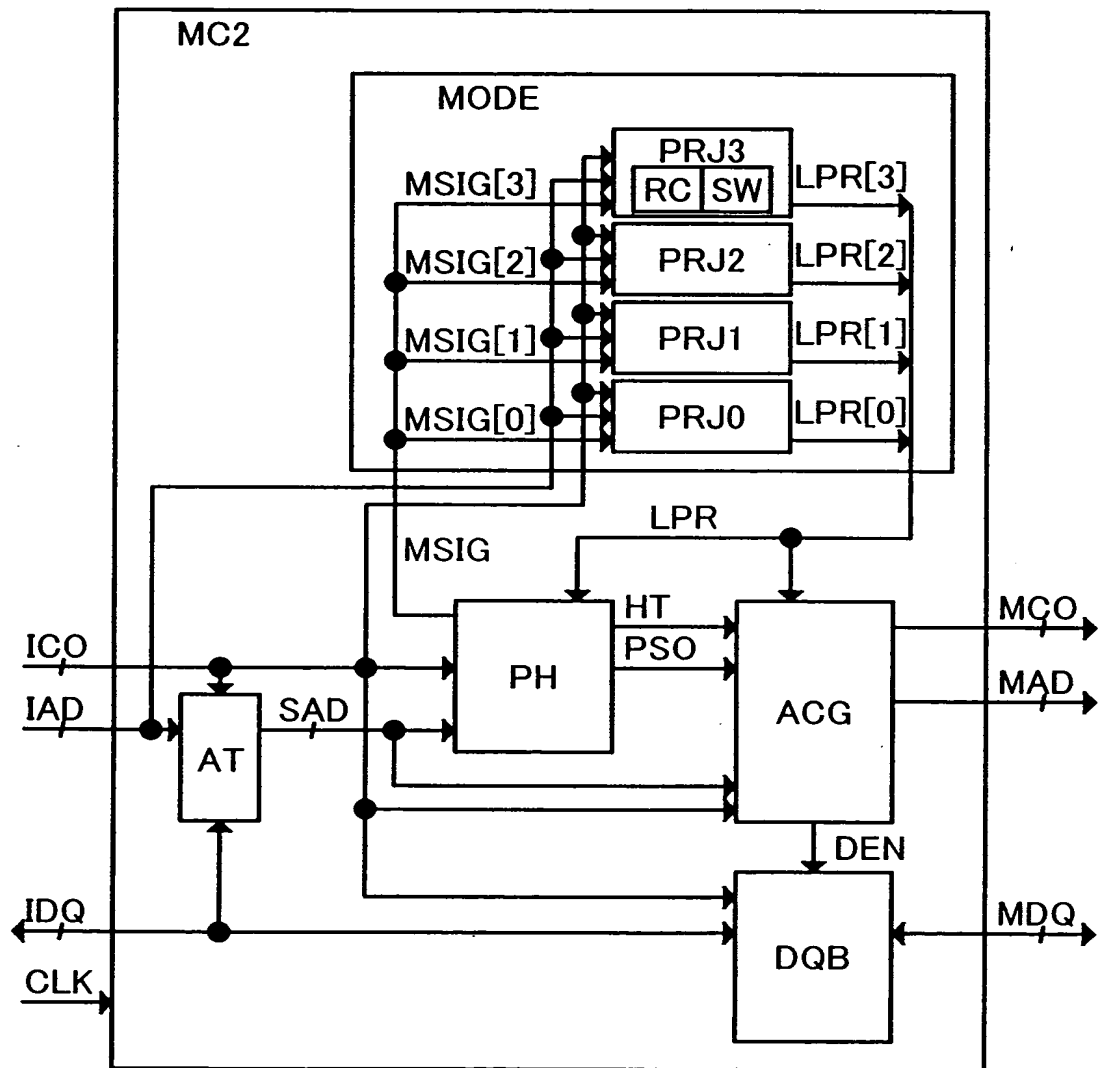 MC2
MODE
PRJ3
RC SW
MSIG[3]
LPR[3]
PRJ2
MSIG[2]
LPR[2]
PRJ1
MSIG[1]
LPR[1]
PRJ0
MSIG[0]
LPR[0]
LPR
MSIG
HT
PSO
PH
ACG
MCO
MAD
ICO
IAD
SAD
AT
DEN
IDQ
MDQ
DQB
CLK